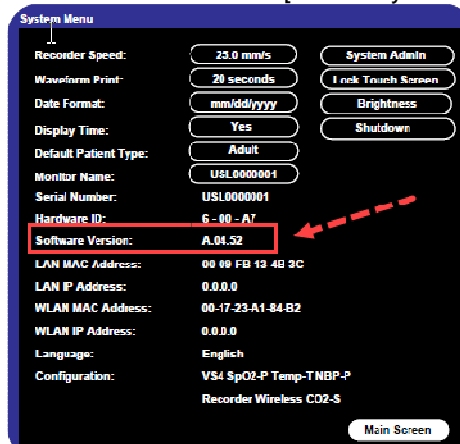 System Menu
Recorder Speed: 25.0 mm/s System Admin
Waveform Print: 20 seconds Lock Touch Screen
Date Format: mm/dd/yyyy Brightness
Display Time: Yes Shutdown
Default Patient Type: Adult
Monitor Name: USL0000001
Serial Number: USL0000001
Hardware ID: 6 - 00 - A7
Software Version: A.04.52
LAN MAC Address: 00-09-FB-13-4B-3C
LAN IP Address: 0.0.0.0
WLAN MAC Address: 00-17-23-A1-84-B2
WLAN IP Address: 0.0.0.0
Language: English
Configuration: VS4 SpO2-P Temp-T NBP-P
Recorder Wireless CO2-S
Main Screen